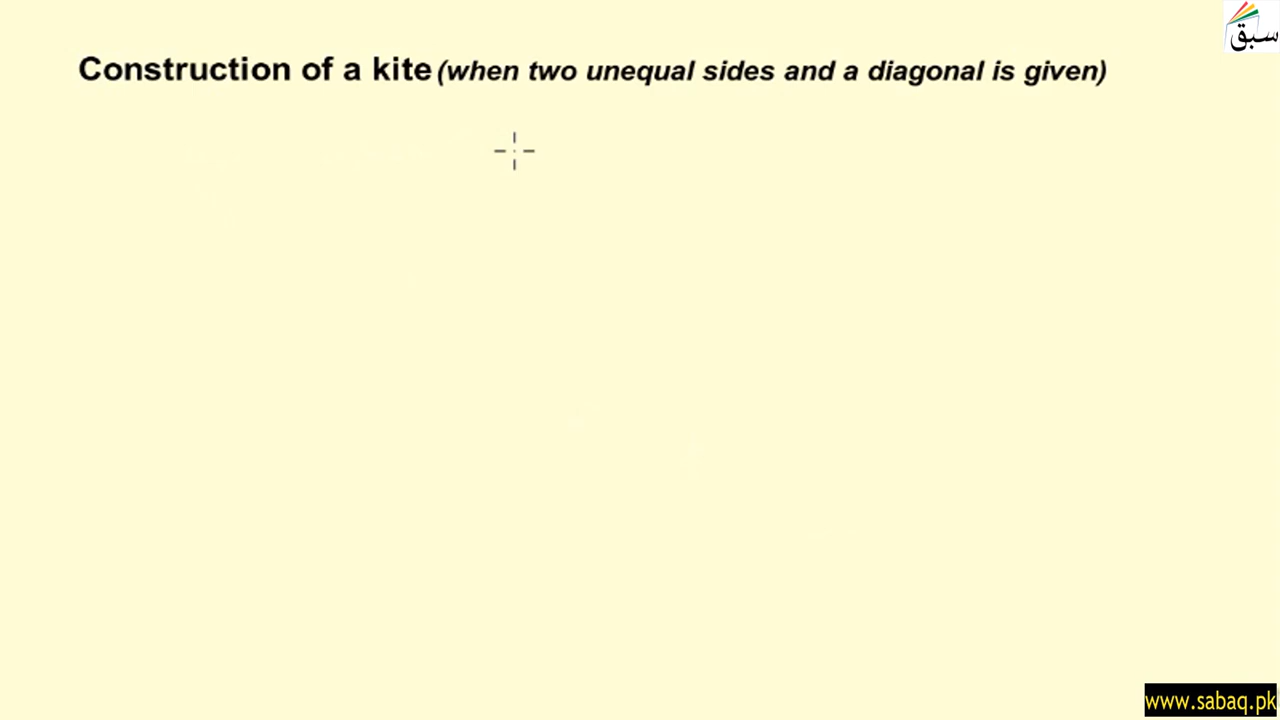 سبق
Construction of a kite (when two unequal sides and a diagonal is given)
www.sabaq.pk